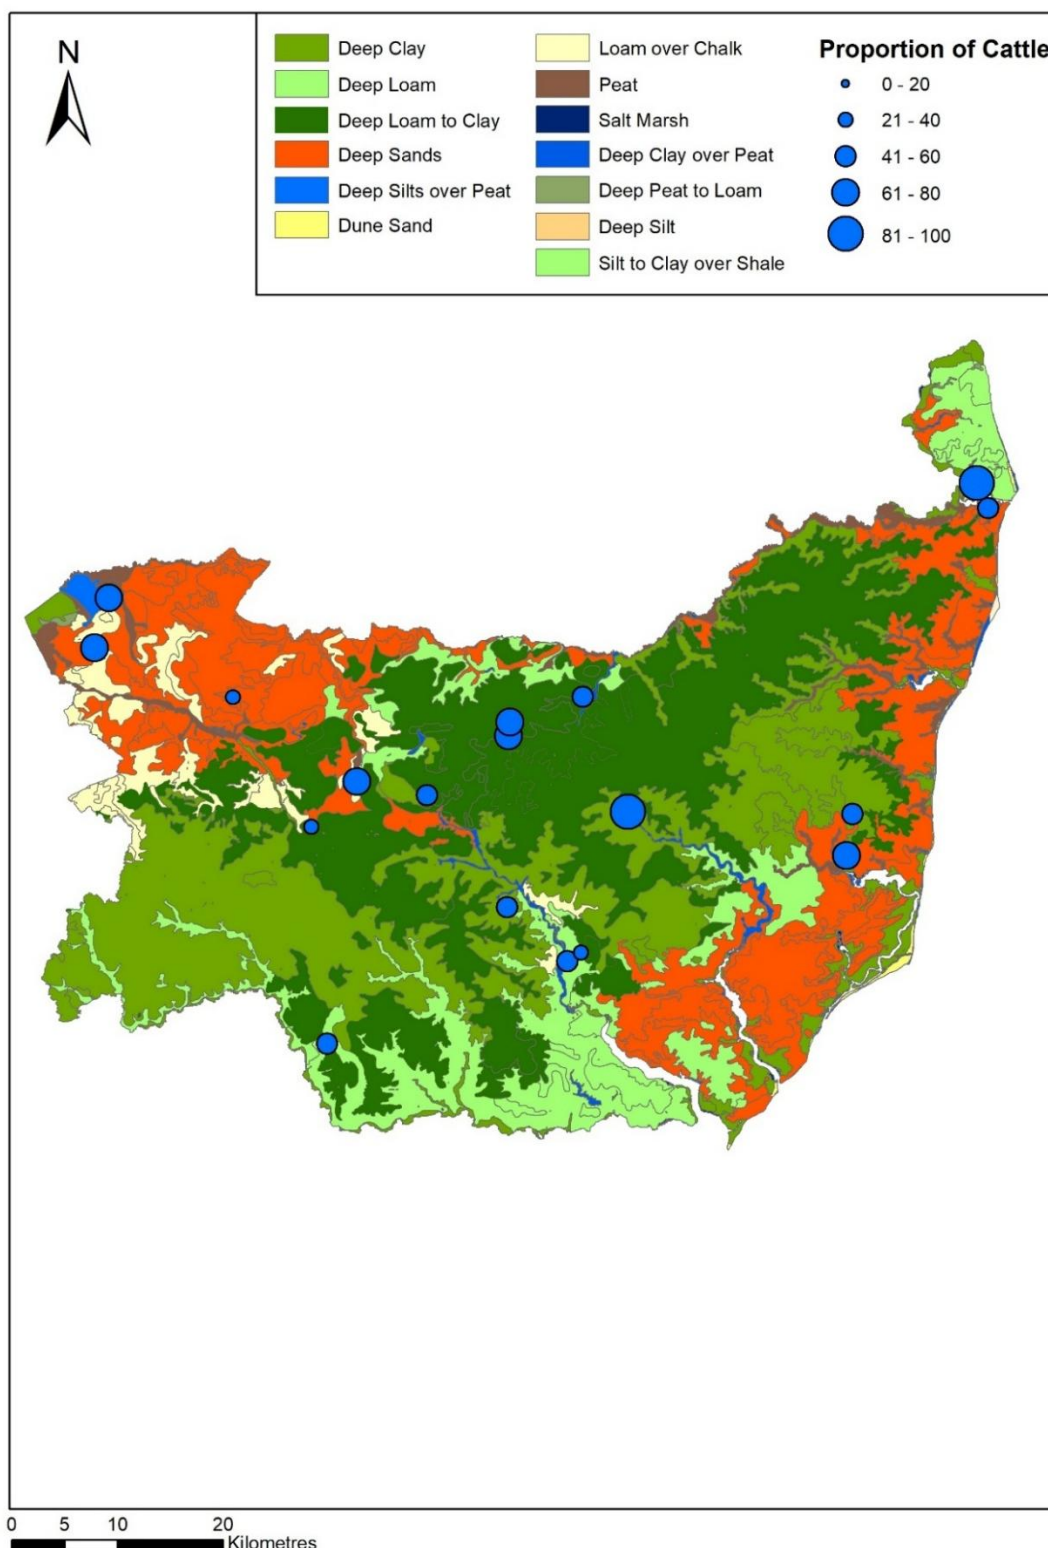 N
Deep Clay
Deep Loam
Deep Loam to Clay
Deep Sands
Deep Silts over Peat
Dune Sand
Loam over Chalk
Peat
Salt Marsh
Deep Clay over Peat
Deep Peat to Loam
Deep Silt
Silt to Clay over Shale
Proportion of Cattle
0 - 20
21 - 40
41 - 60
61 - 80
81 - 100
0 5 10 20
Kilometres